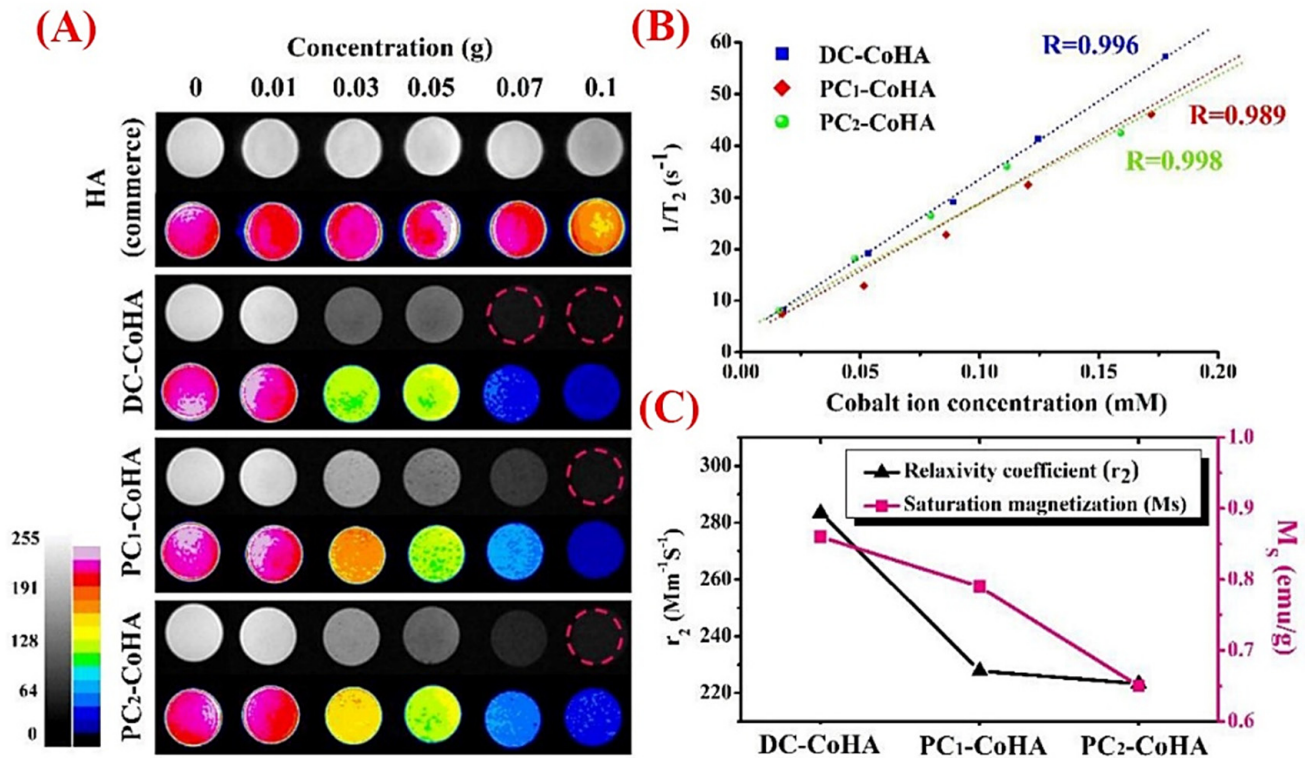 (A)
Concentration (g)
0 0.01 0.03 0.05 0.07 0.1
HA
(commerce)
DC-CoHA
PC₁-CoHA
PC₂-CoHA
255
191
128
64
0
(B)
60
50
40
30
20
10
0
1/T₂ (s⁻¹)
DC-CoHA
PC₁-CoHA
PC₂-CoHA
R=0.996
R=0.989
R=0.998
0.00 0.05 0.10 0.15 0.20
Cobalt ion concentration (mM)
(C)
300
280
260
240
220
r₂ (Mm⁻¹S⁻¹)
Relaxivity coefficient (r₂)
Saturation magnetization (Ms)
1.0
0.9
0.8
0.7
0.6
Mₛ (emu/g)
DC-CoHA PC₁-CoHA PC₂-CoHA